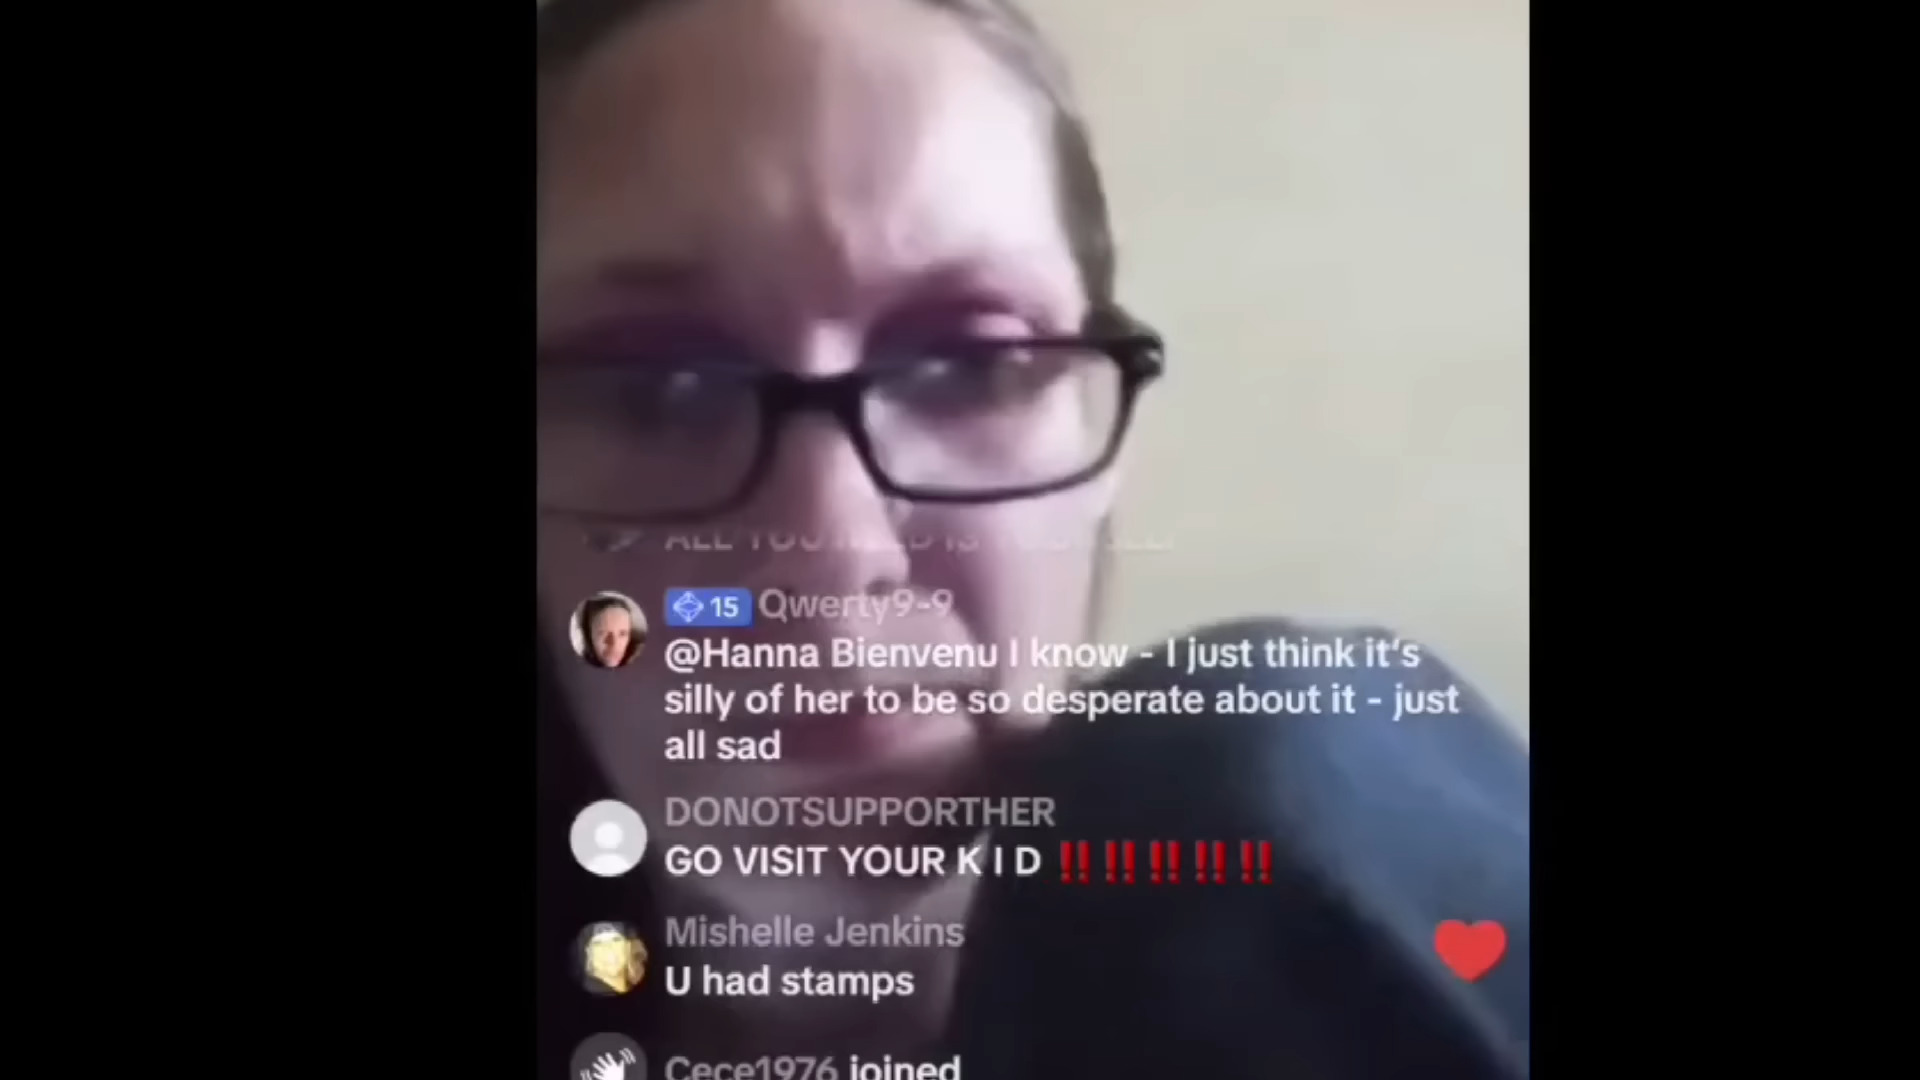 15 Qwerty9-9
@Hanna Bienvenu I know - I just think it's
silly of her to be so desperate about it - just
all sad
DONOTSUPPORTHER
GO VISIT YOUR K I D ‼️‼️‼️‼️‼️
Mishelle Jenkins
U had stamps
Cece1976 joined